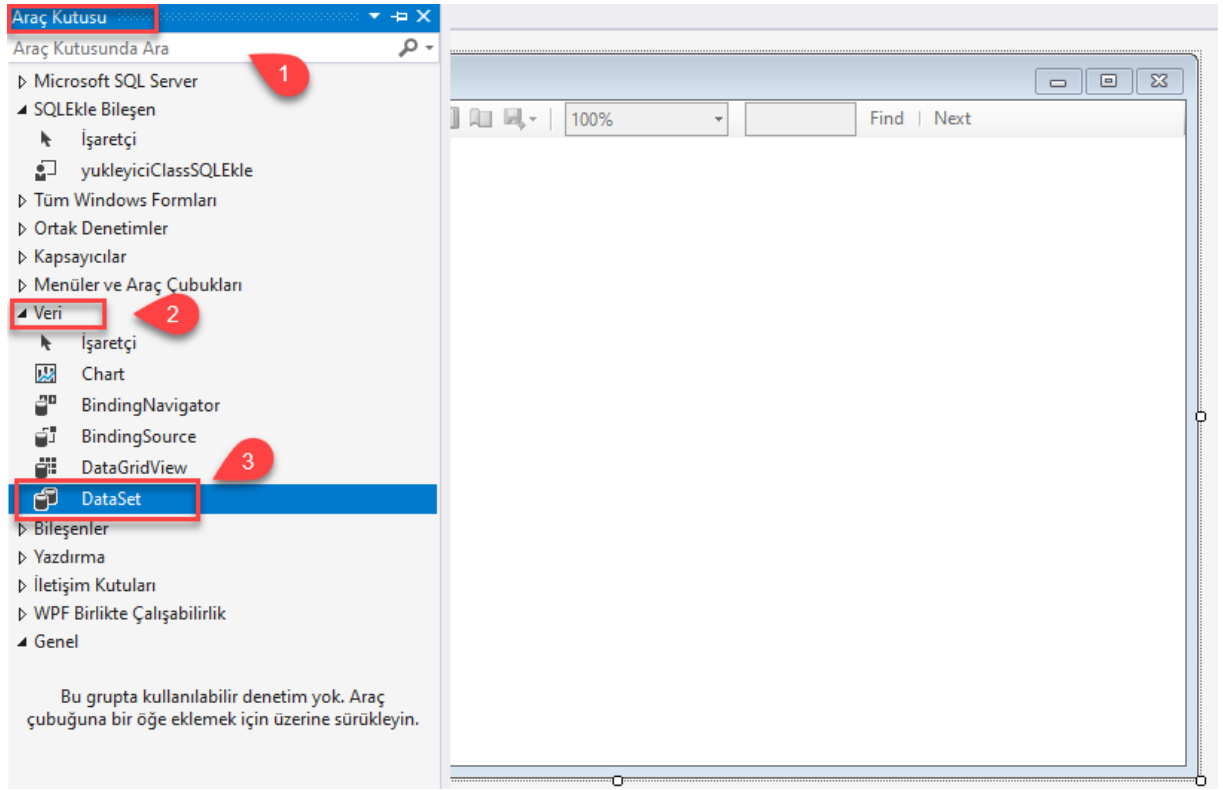 Araç Kutusu
Araç Kutusunda Ara
1
Microsoft SQL Server
SQLEkle Bileşen
İşaretçi
yukleyiciClassSQLEkle
Tüm Windows Formları
Ortak Denetimler
Kapsayıcılar
Menüler ve Araç Çubukları
Veri
2
İşaretçi
Chart
BindingNavigator
BindingSource
DataGridView
3
DataSet
Bileşenler
Yazdırma
İletişim Kutuları
WPF Birlikte Çalışabilirlik
Genel
Bu grupta kullanılabilir denetim yok. Araç
çubuğuna bir öğe eklemek için üzerine sürükleyin.
100%
Find | Next